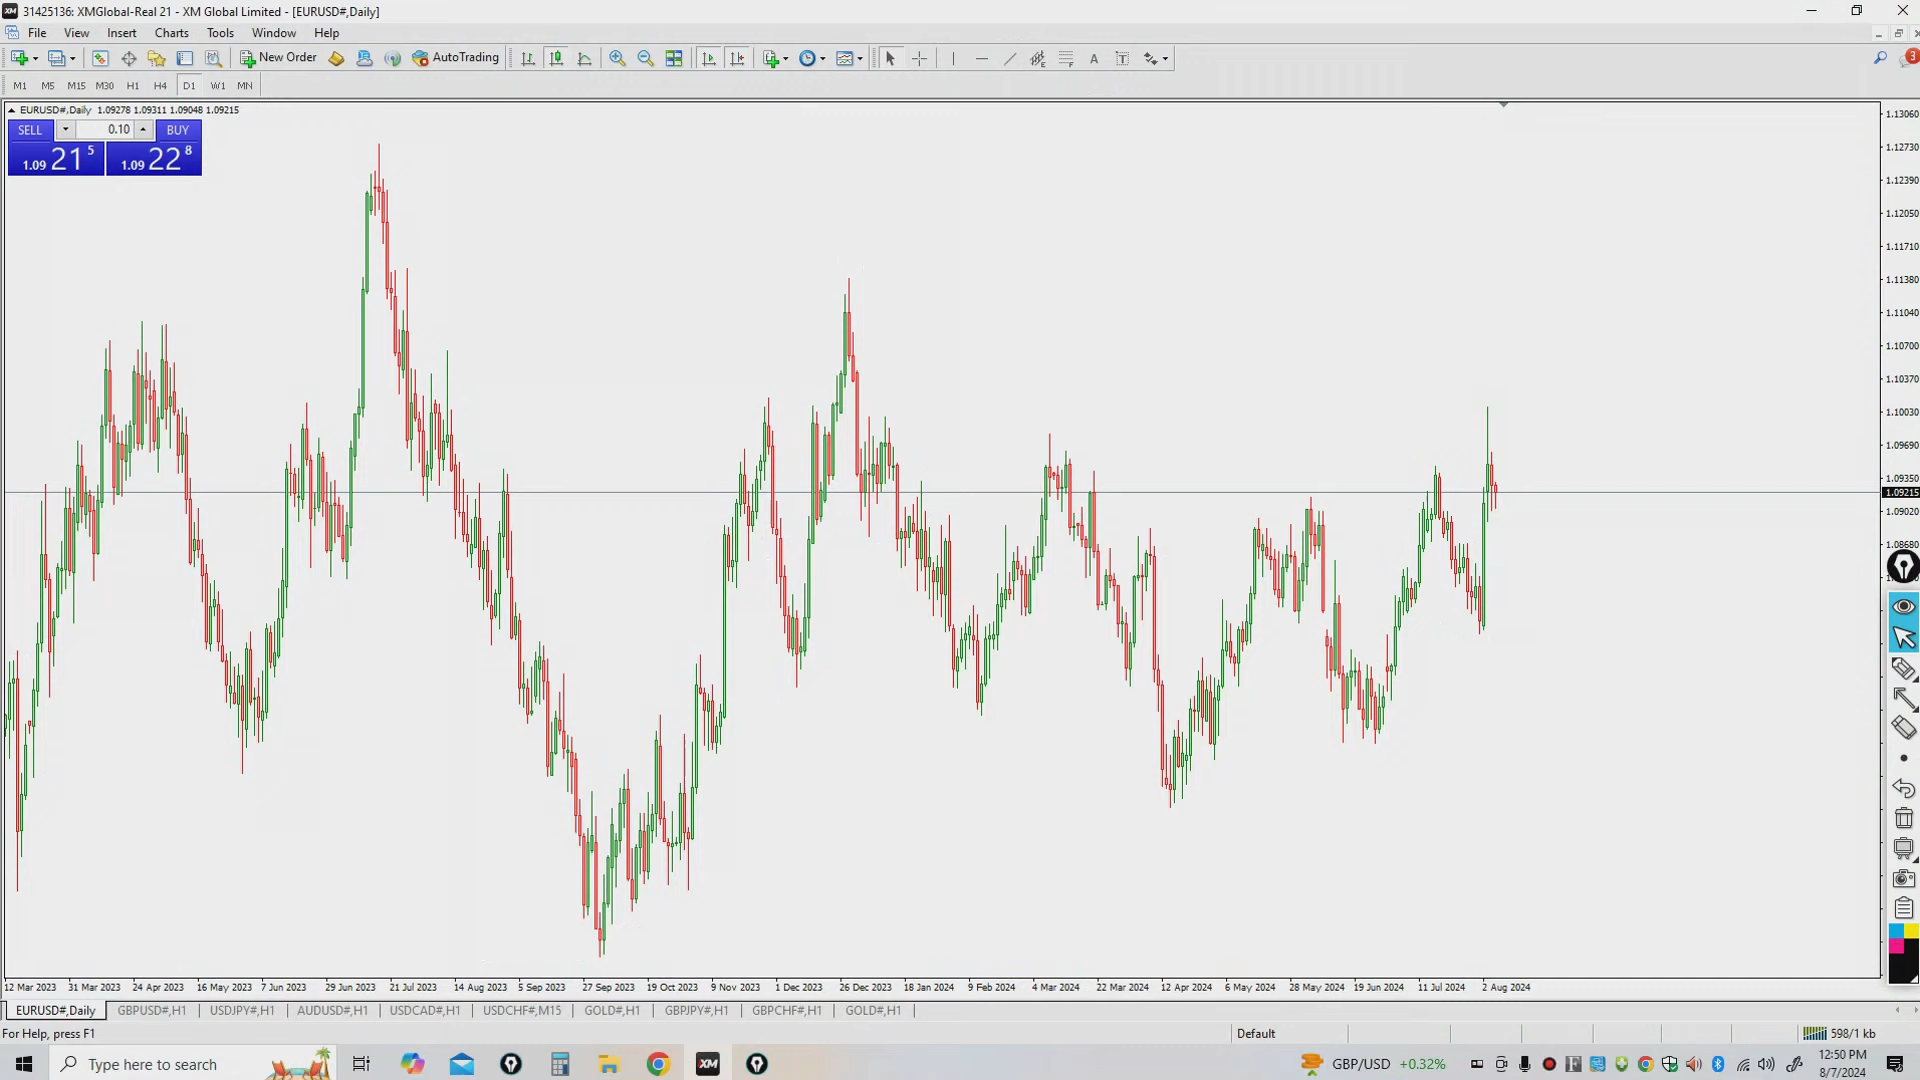 XM 31425136: XMGlobal-Real 21 - XM Global Limited - [EURUSD#,Daily]
File View Insert Charts Tools Window Help
New Order AutoTrading A T 3
M1 M5 M15 M30 H1 H4 D1 W1 MN
EURUSD#,Daily 1.09278 1.09311 1.09048 1.09215
SELL 0.10 BUY
1.09 21 5 1.09 22 8
1.13060
1.12730
1.12390
1.12050
1.11710
1.11380
1.11040
1.10700
1.10370
1.10030
1.09690
1.09350
1.09215
1.09020
1.08680
12 Mar 2023 31 Mar 2023 24 Apr 2023 16 May 2023 7 Jun 2023 29 Jun 2023 21 Jul 2023 14 Aug 2023 5 Sep 2023 27 Sep 2023 19 Oct 2023 9 Nov 2023 1 Dec 2023 26 Dec 2023 18 Jan 2024 9 Feb 2024 4 Mar 2024 22 Mar 2024 12 Apr 2024 6 May 2024 28 May 2024 19 Jun 2024 11 Jul 2024 2 Aug 2024
EURUSD#,Daily GBPUSD#,H1 USDJPY#,H1 AUDUSD#,H1 USDCAD#,H1 USDCHF#,M15 GOLD#,H1 GBPJPY#,H1 GBPCHF#,H1 GOLD#,H1
For Help, press F1 Default 598/1 kb
Type here to search XM GBP/USD +0.32% 12:50 PM
8/7/2024